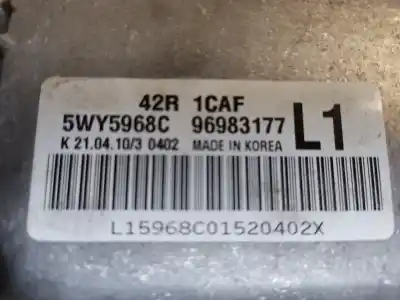 42R 1CAF
5WY5968C 96983177 L1
K 21.04.10/3 0402 MADE IN KOREA
L15968C01520402X